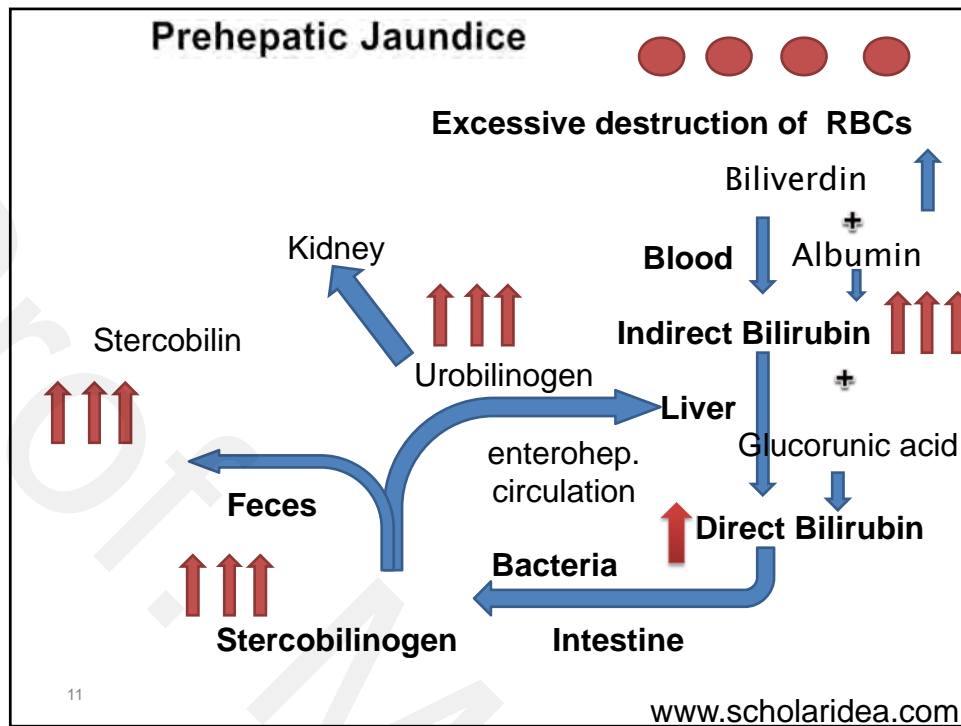 Prehepatic Jaundice
Excessive destruction of RBCs
Biliverdin
+
Blood
Albumin
Kidney
Indirect Bilirubin
+
Stercobilin
Urobilinogen
Liver
Glucorunic acid
enterohep.
circulation
Feces
Direct Bilirubin
Bacteria
Stercobilinogen
Intestine
11
www.scholaridea.com
Prof. M